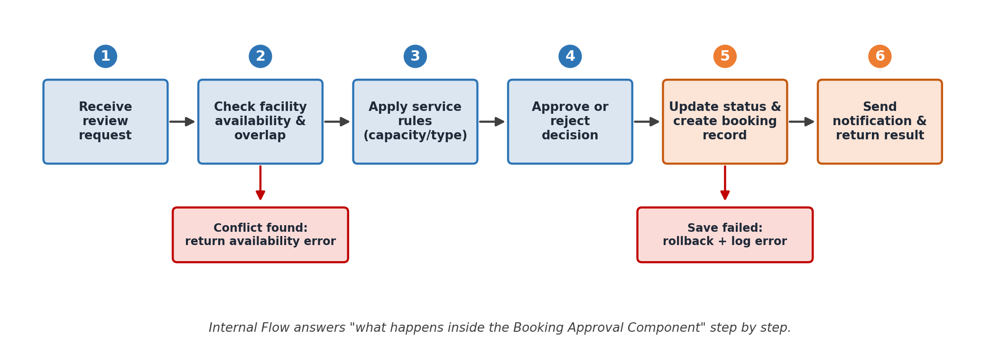 1
2
3
4
5
6
Receive
review
request
Check facility
availability &
overlap
Apply service
rules
(capacity/type)
Approve or
reject
decision
Update status &
create booking
record
Send
notification &
return result
Conflict found:
return availability error
Save failed:
rollback + log error
Internal Flow answers "what happens inside the Booking Approval Component" step by step.